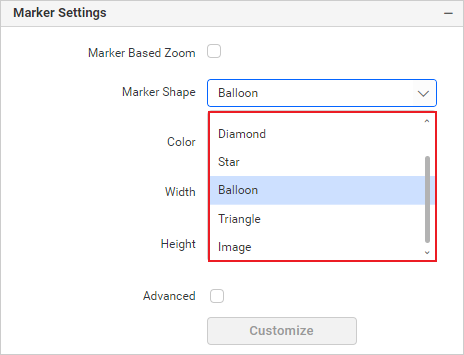 Marker Settings
Marker Based Zoom
Marker Shape Balloon
Diamond
Color
Star
Balloon
Width
Triangle
Height
Image
Advanced
Customize